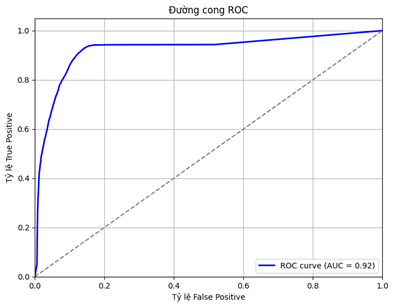 Đường cong ROC
1.0
0.8
0.6
0.4
0.2
0.0
Tỷ lệ True Positive
ROC curve (AUC = 0.92)
0.0 0.2 0.4 0.6 0.8 1.0
Tỷ lệ False Positive